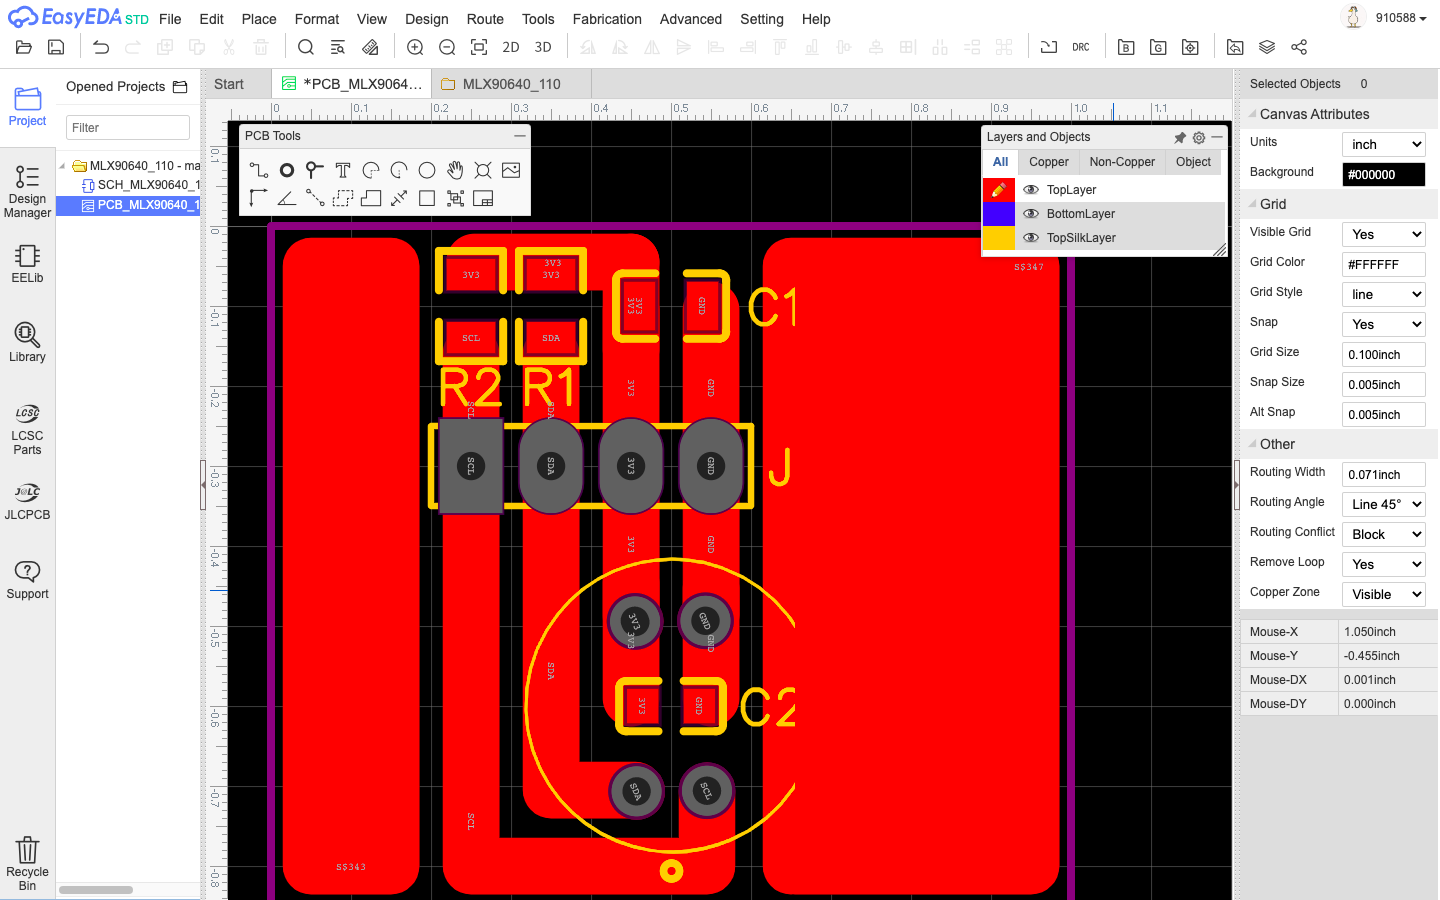 EasyEDA STD File Edit Place Format View Design Route Tools Fabrication Advanced Setting Help 910588
2D 3D DRC
Opened Projects
Filter
MLX90640_110 - ma
SCH_MLX90640_1
PCB_MLX90640_1
Project
Design
Manager
EELib
Library
LCSC
LCSC
Parts
J@LC
JLCPCB
Support
Recycle
Bin
Start *PCB_MLX9064... MLX90640_110
0 0.1 0.2 0.3 0.4 0.5 0.6 0.7 0.8 0.9 1.0 1.1
0.1
0
-0.1
-0.2
-0.3
-0.4
-0.5
-0.6
-0.7
-0.8
PCB Tools
Layers and Objects
All Copper Non-Copper Object
TopLayer
BottomLayer
TopSilkLayer
S$347
3V3
3V3
3V3
3V3
3V3
GND
C1
SCL
SDA
R2 R1
3V3
GND
SCL
SDA
SCL
SDA
3V3
GND
J
3V3
GND
3V3
GND
3V3
GND
SDA
3V3
GND
C2
SDA
SCL
SCL
S$343
Selected Objects 0
Canvas Attributes
Units inch
Background #000000
Grid
Visible Grid Yes
Grid Color #FFFFFF
Grid Style line
Snap Yes
Grid Size 0.100inch
Snap Size 0.005inch
Alt Snap 0.005inch
Other
Routing Width 0.071inch
Routing Angle Line 45°
Routing Conflict Block
Remove Loop Yes
Copper Zone Visible
Mouse-X 1.050inch
Mouse-Y -0.455inch
Mouse-DX 0.001inch
Mouse-DY 0.000inch